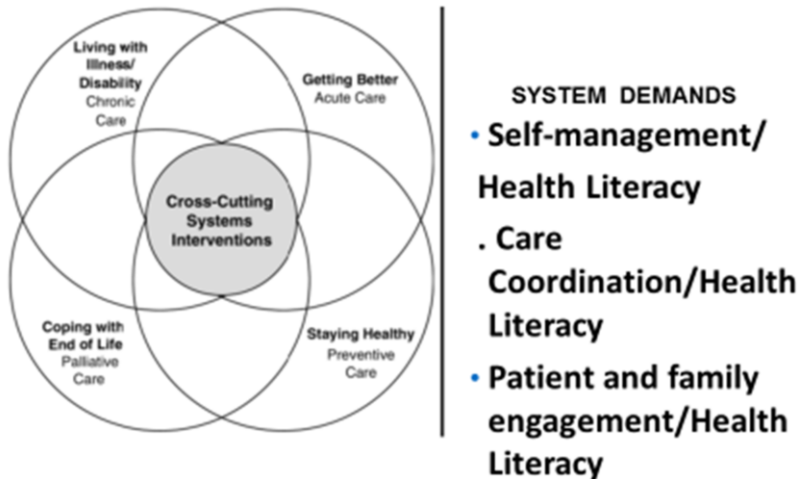 Living with
Illness/
Disability
Chronic
Care
Getting Better
Acute Care
Cross-Cutting
Systems
Interventions
Coping with
End of Life
Palliative
Care
Staying Healthy
Preventive
Care
SYSTEM DEMANDS
• Self-management/
Health Literacy
. Care
Coordination/Health
Literacy
• Patient and family
engagement/Health
Literacy